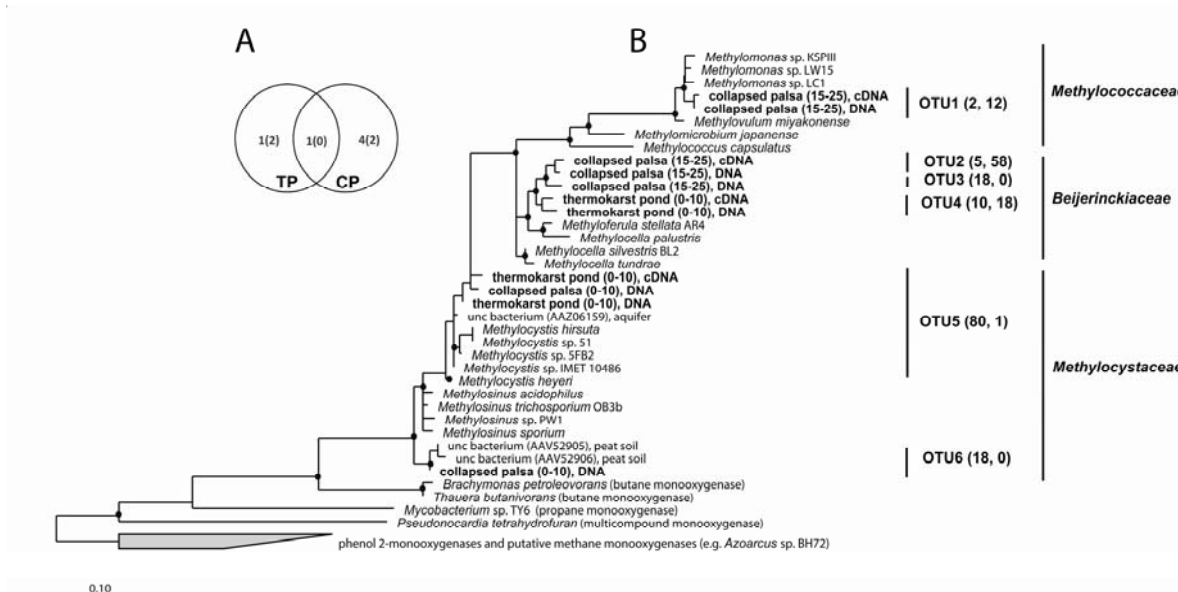 A
B
1(2)
1(0)
4(2)
TP
CP
Methylomonas sp. KSPIII
Methylomonas sp. LW15
Methylomonas sp. LC1
collapsed palsa (15-25), cDNA
collapsed palsa (15-25), DNA
Methylovulum miyakonense
Methylomicrobium japanense
Methylococcus capsulatus
collapsed palsa (15-25), cDNA
collapsed palsa (15-25), DNA
collapsed palsa (15-25), DNA
thermokarst pond (0-10), cDNA
thermokarst pond (0-10), DNA
Methyloferula stellata AR4
Methylocella palustris
Methylocella silvestris BL2
Methylocella tundrae
thermokarst pond (0-10), cDNA
collapsed palsa (0-10), DNA
thermokarst pond (0-10), DNA
unc bacterium (AAZ06159), aquifer
Methylocystis hirsuta
Methylocystis sp. 51
Methylocystis sp. 5FB2
Methylocystis sp. IMET 10486
Methylocystis heyeri
Methylosinus acidophilus
Methylosinus trichosporium OB3b
Methylosinus sp. PW1
Methylosinus sporium
unc bacterium (AAV52905), peat soil
unc bacterium (AAV52906), peat soil
collapsed palsa (0-10), DNA
Brachymonas petroleovorans (butane monooxygenase)
Thauera butanivorans (butane monooxygenase)
Mycobacterium sp. TY6 (propane monooxygenase)
Pseudonocardia tetrahydrofuran (multicompound monooxygenase)
phenol 2-monooxygenases and putative methane monooxygenases (e.g. Azoarcus sp. BH72)
OTU1 (2, 12)
OTU2 (5, 58)
OTU3 (18, 0)
OTU4 (10, 18)
OTU5 (80, 1)
OTU6 (18, 0)
Methylococcaceae
Beijerinckiaceae
Methylocystaceae
0.10